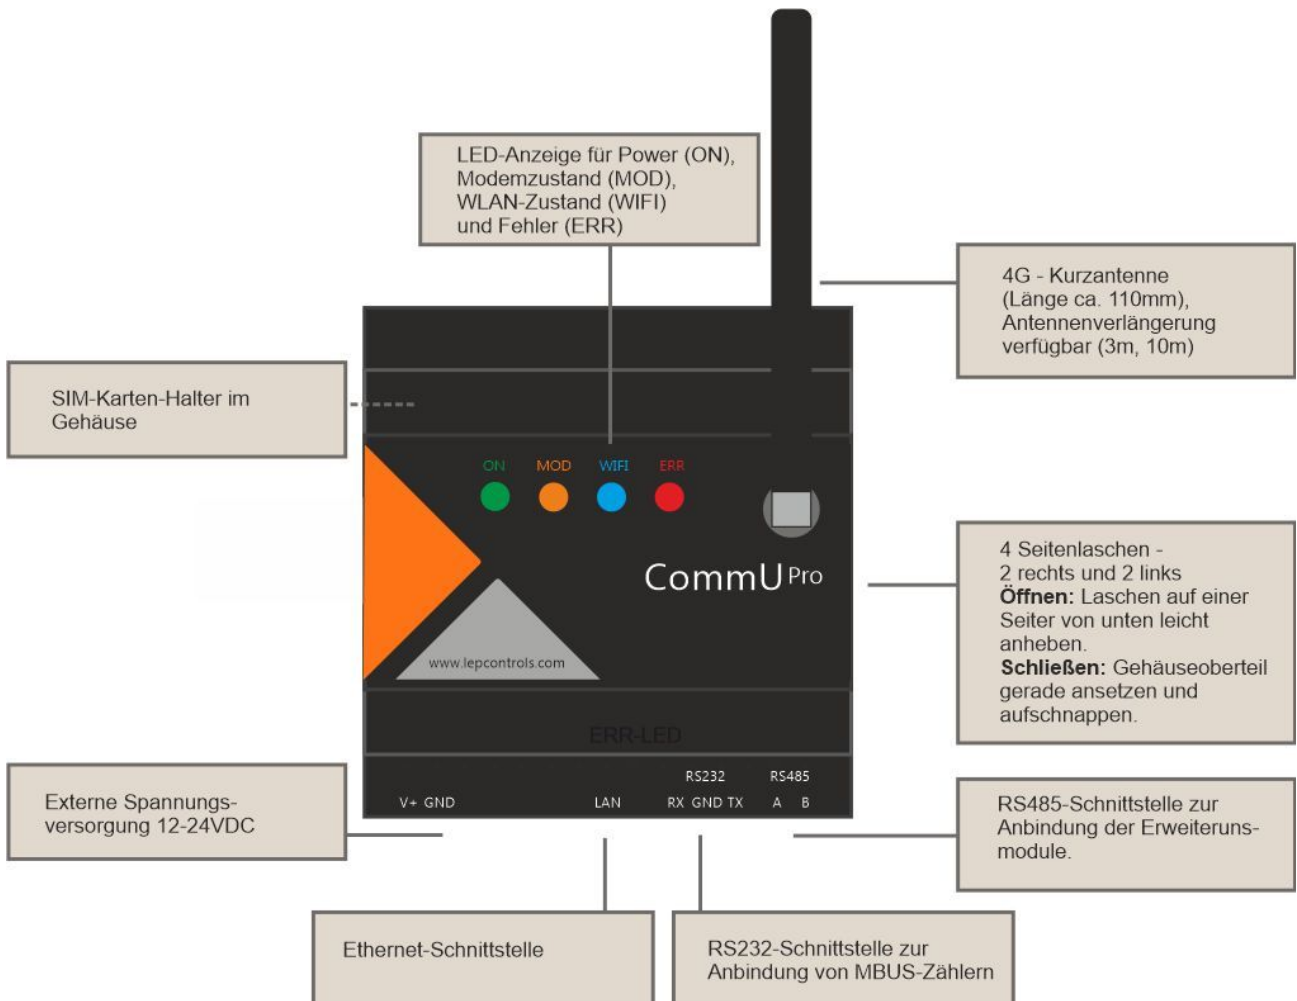 LED-Anzeige für Power (ON),
Modemzustand (MOD),
WLAN-Zustand (WIFI)
und Fehler (ERR)
4G - Kurzantenne
(Länge ca. 110mm),
Antennenverlängerung
verfügbar (3m, 10m)
SIM-Karten-Halter im
Gehäuse
ON MOD WIFI ERR
CommU Pro
www.lepcontrols.com
4 Seitenlaschen -
2 rechts und 2 links
Öffnen: Laschen auf einer
Seiter von unten leicht
anheben.
Schließen: Gehäuseoberteil
gerade ansetzen und
aufschnappen.
ERR-LED
RS232 RS485
V+ GND LAN RX GND TX A B
Externe Spannungs-
versorgung 12-24VDC
RS485-Schnittstelle zur
Anbindung der Erweiteruns-
module.
Ethernet-Schnittstelle
RS232-Schnittstelle zur
Anbindung von MBUS-Zählern